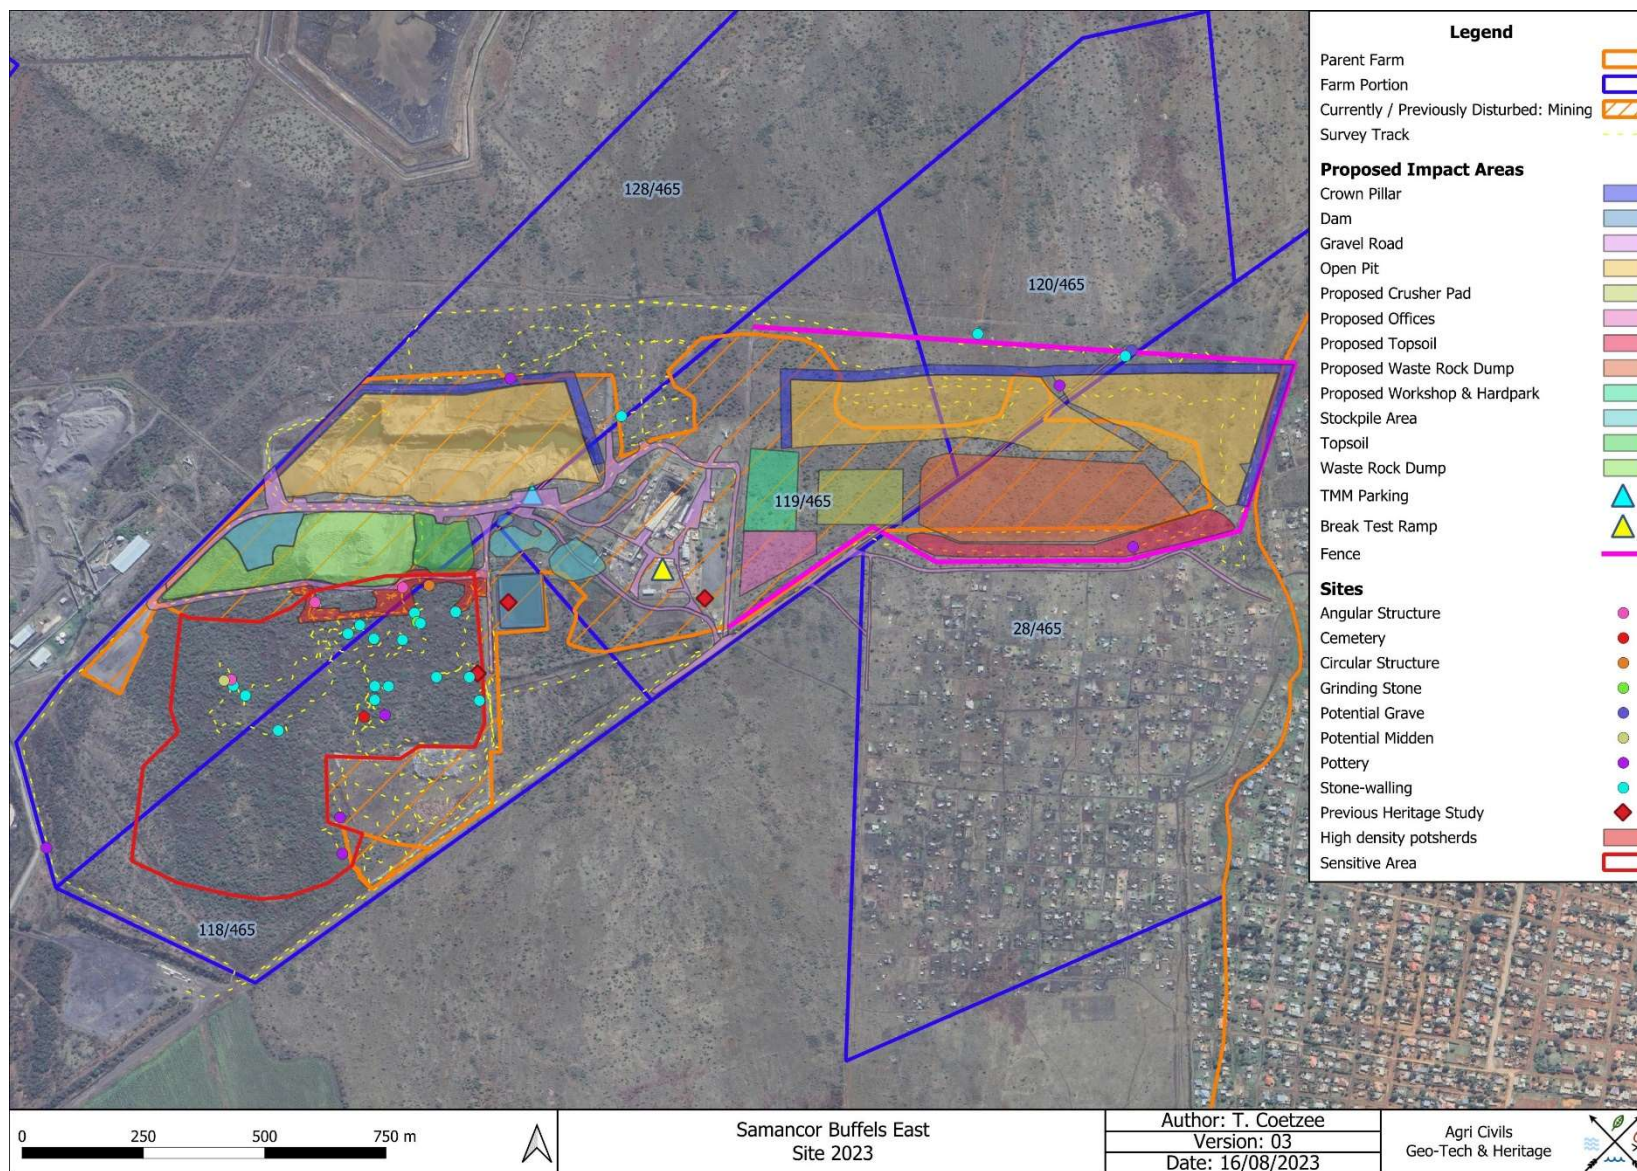 128/465
120/465
119/465
28/465
118/465
Legend
Parent Farm
Farm Portion
Currently / Previously Disturbed: Mining
Survey Track
Proposed Impact Areas
Crown Pillar
Dam
Gravel Road
Open Pit
Proposed Crusher Pad
Proposed Offices
Proposed Topsoil
Proposed Waste Rock Dump
Proposed Workshop & Hardpark
Stockpile Area
Topsoil
Waste Rock Dump
TMM Parking
Break Test Ramp
Fence
Sites
Angular Structure
Cemetery
Circular Structure
Grinding Stone
Potential Grave
Potential Midden
Pottery
Stone-walling
Previous Heritage Study
High density potsherds
Sensitive Area
0 250 500 750 m
Samancor Buffels East
Site 2023
Author: T. Coetzee
Version: 03
Date: 16/08/2023
Agri Civils
Geo-Tech & Heritage